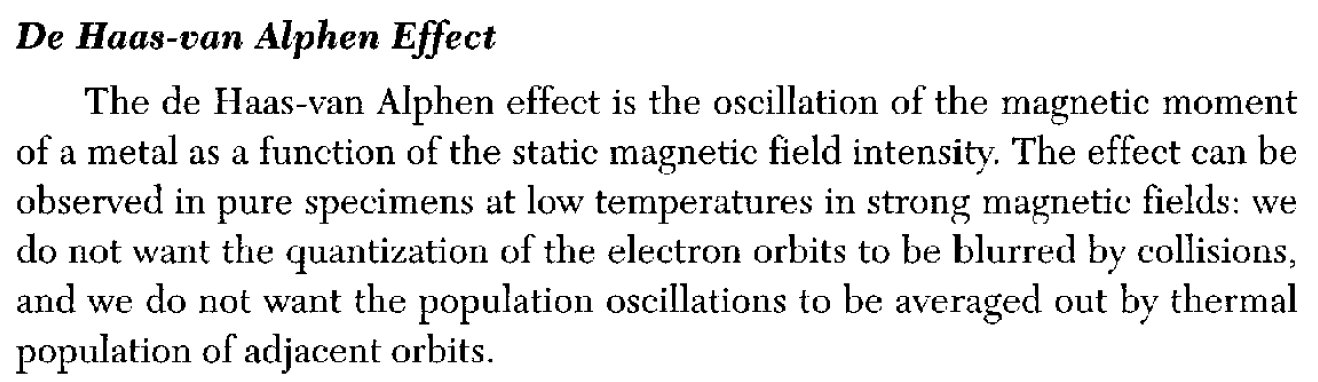 De Haas-van Alphen Effect
The de Haas-van Alphen effect is the oscillation of the magnetic moment
of a metal as a function of the static magnetic field intensity. The effect can be
observed in pure specimens at low temperatures in strong magnetic fields: we
do not want the quantization of the electron orbits to be blurred by collisions,
and we do not want the population oscillations to be averaged out by thermal
population of adjacent orbits.